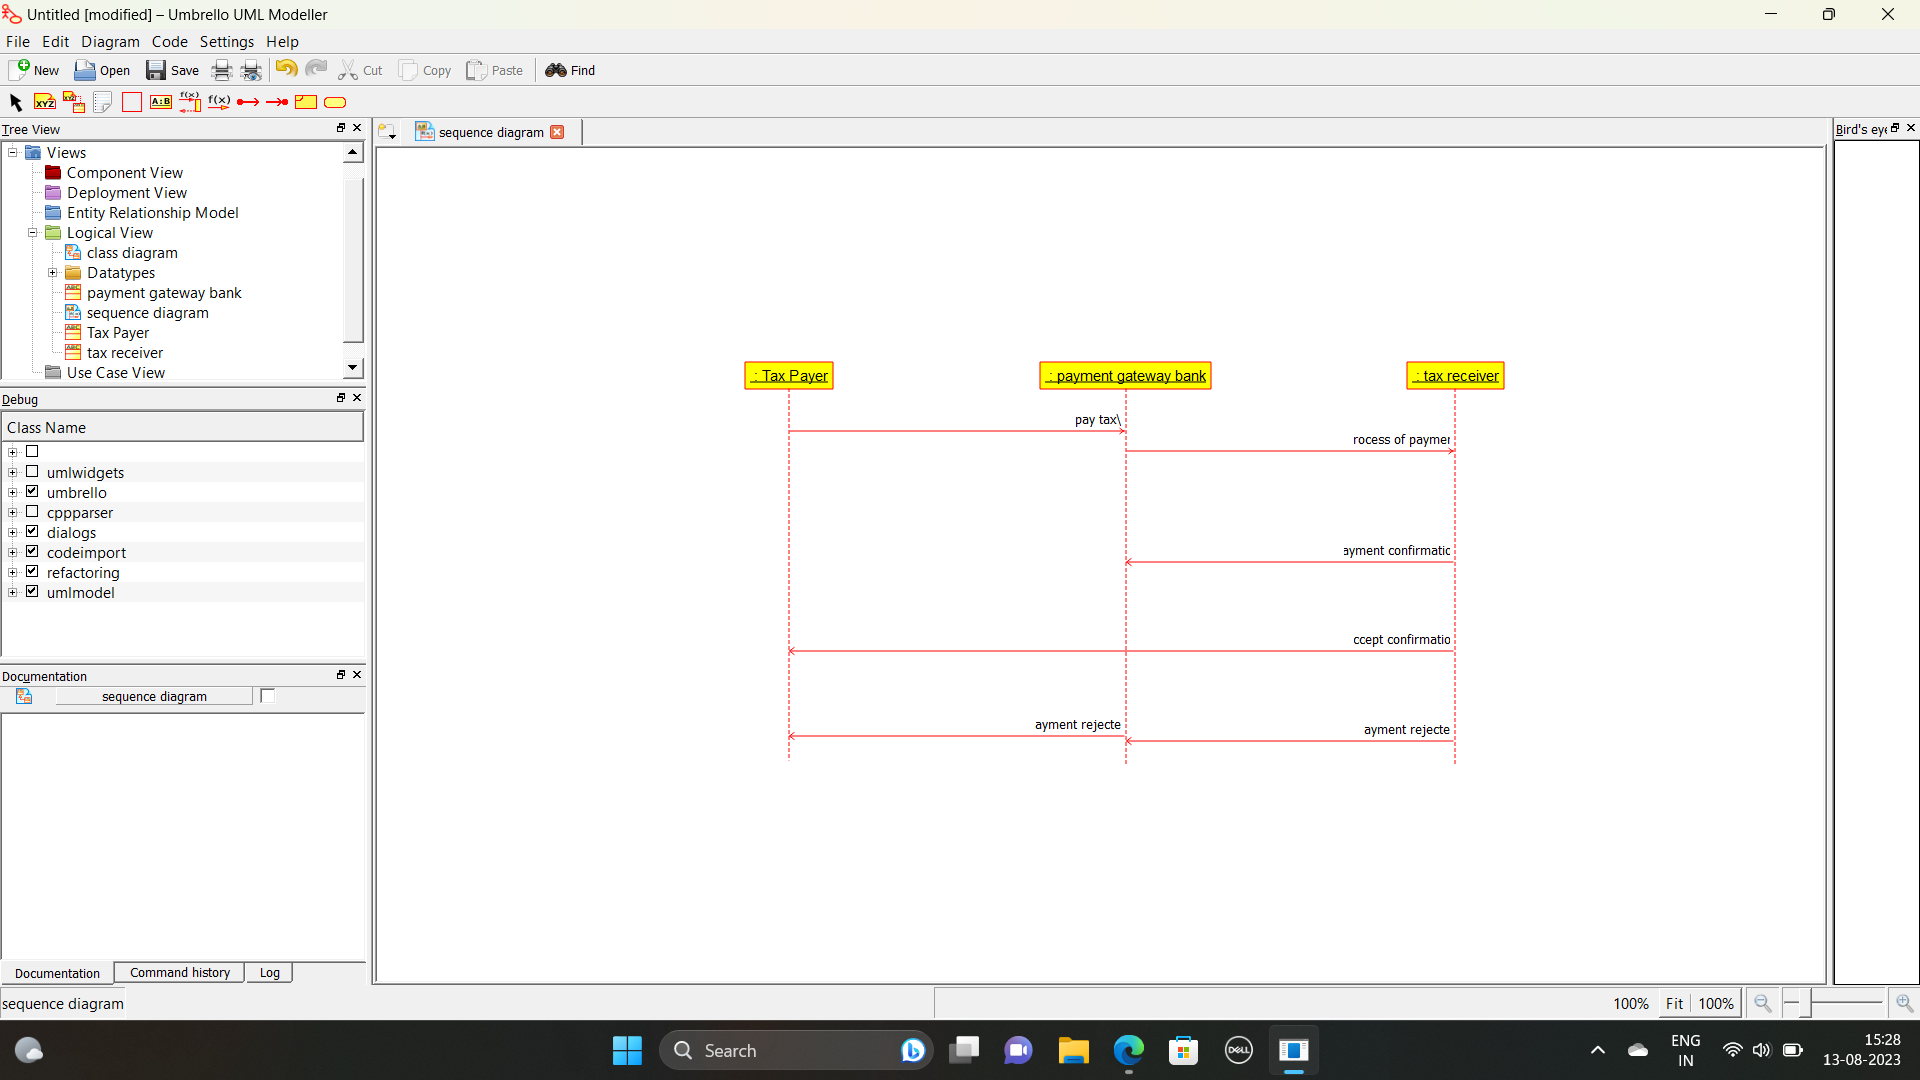 Untitled [modified] – Umbrello UML Modeller
File Edit Diagram Code Settings Help
New Open Save Cut Copy Paste Find
XYZ XYZ A:B f(x) f(x)
Tree View
Views
Component View
Deployment View
Entity Relationship Model
Logical View
class diagram
Datatypes
payment gateway bank
sequence diagram
Tax Payer
tax receiver
Use Case View
Debug
Class Name
umlwidgets
umbrello
cppparser
dialogs
codeimport
refactoring
umlmodel
Documentation
sequence diagram
Documentation Command history Log
sequence diagram
sequence diagram
: Tax Payer : payment gateway bank : tax receiver
pay tax\
rocess of paymer
ayment confirmatic
ccept confirmatio
ayment rejecte
ayment rejecte
Bird's eye
100% Fit 100%
Search
DELL
ENG
IN
15:28
13-08-2023